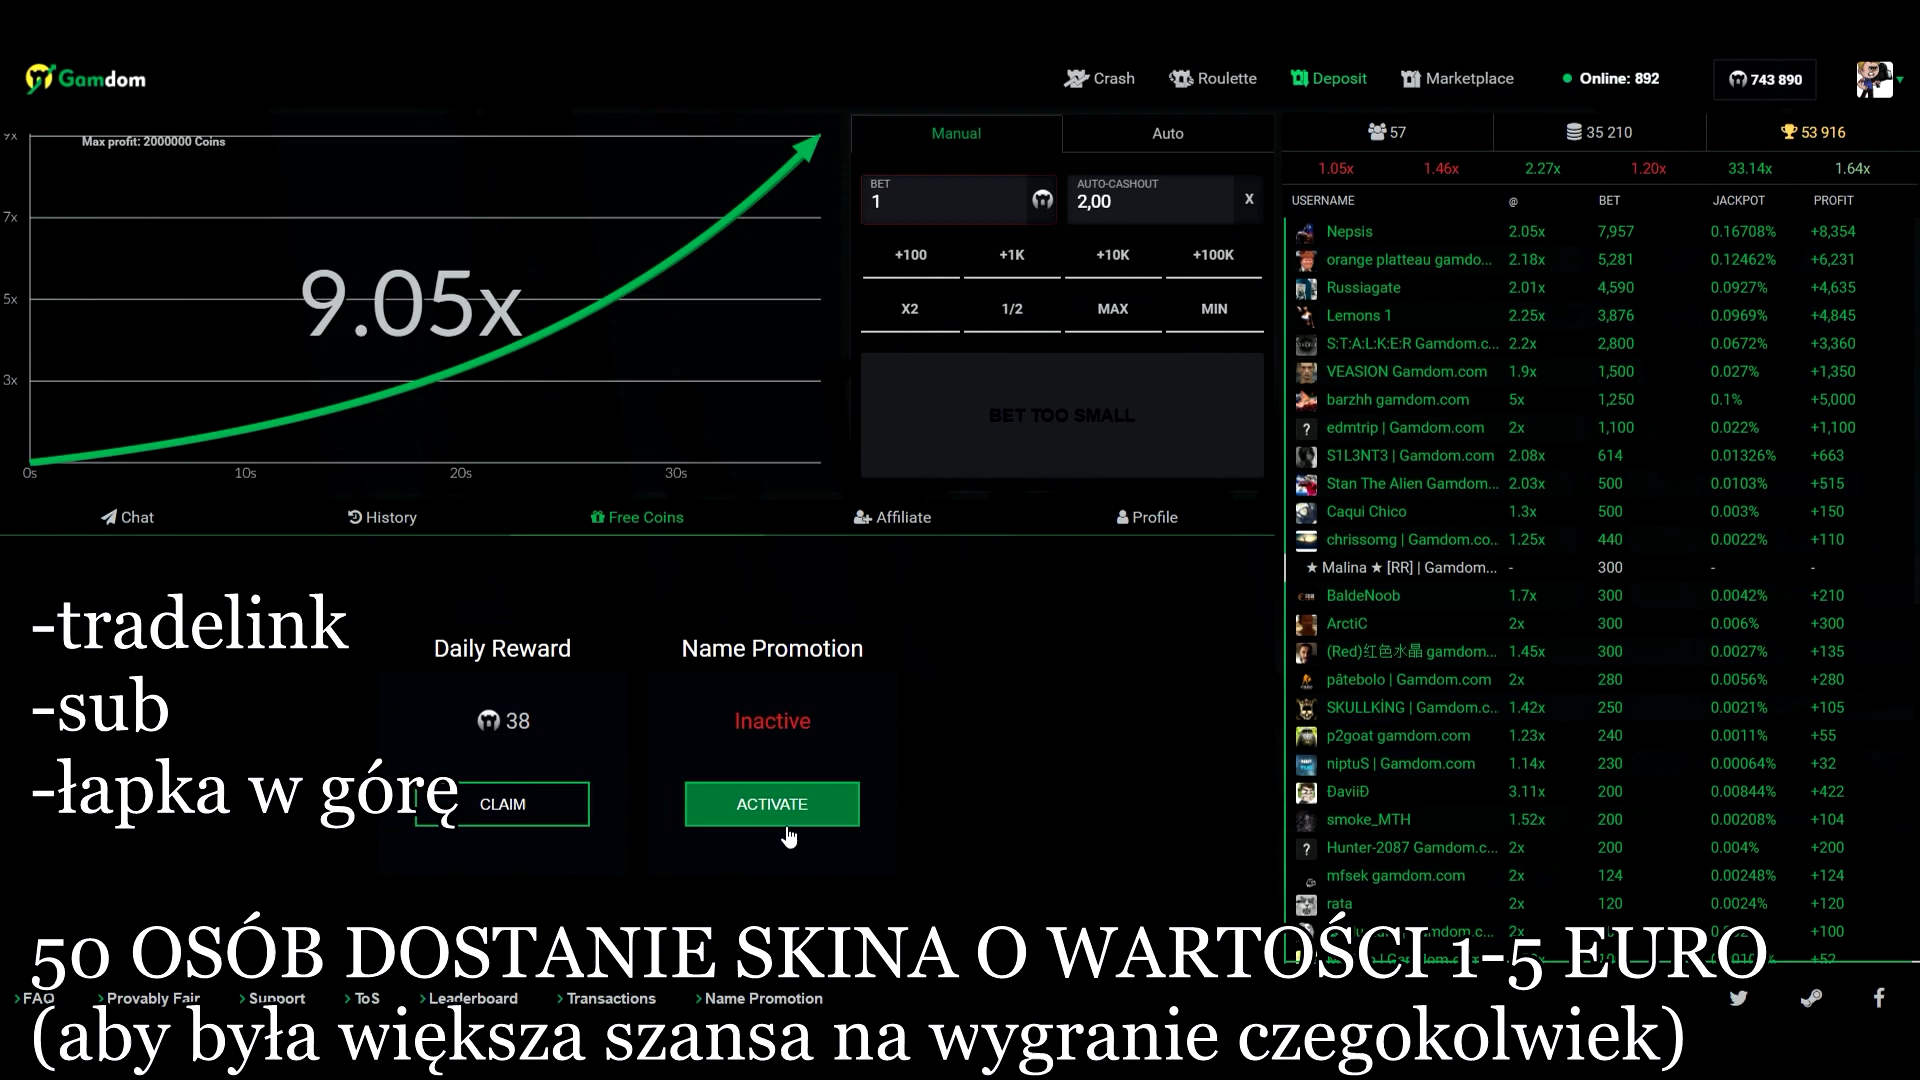 Gamdom
Crash
Roulette
Deposit
Marketplace
Online: 892
743 890
9x
Max profit: 2000000 Coins
7x
5x
3x
9.05x
0s 10s 20s 30s
Manual Auto
BET
1
AUTO-CASHOUT
2,00
X
+100 +1K +10K +100K
X2 1/2 MAX MIN
BET TOO SMALL
57 35 210 53 916
1.05x 1.46x 2.27x 1.20x 33.14x 1.64x
USERNAME @ BET JACKPOT PROFIT
Nepsis 2.05x 7,957 0.16708% +8,354
orange platteau gamdo... 2.18x 5,281 0.12462% +6,231
Russiagate 2.01x 4,590 0.0927% +4,635
Lemons 1 2.25x 3,876 0.0969% +4,845
S:T:A:L:K:E:R Gamdom.c... 2.2x 2,800 0.0672% +3,360
VEASION Gamdom.com 1.9x 1,500 0.027% +1,350
barzhh gamdom.com 5x 1,250 0.1% +5,000
edmtrip | Gamdom.com 2x 1,100 0.022% +1,100
S1L3NT3 | Gamdom.com 2.08x 614 0.01326% +663
Stan The Alien Gamdom... 2.03x 500 0.0103% +515
Caqui Chico 1.3x 500 0.003% +150
chrissomg | Gamdom.co... 1.25x 440 0.0022% +110
★ Malina ★ [RR] | Gamdom... - 300 - -
BaldeNoob 1.7x 300 0.0042% +210
ArctiC 2x 300 0.006% +300
(Red)红色水晶 gamdom... 1.45x 300 0.0027% +135
pâtebolo | Gamdom.com 2x 280 0.0056% +280
SKULLKİNG | Gamdom.c... 1.42x 250 0.0021% +105
p2goat gamdom.com 1.23x 240 0.0011% +55
niptuS | Gamdom.com 1.14x 230 0.00064% +32
ĐaviiĐ 3.11x 200 0.00844% +422
smoke_MTH 1.52x 200 0.00208% +104
Hunter-2087 Gamdom.c... 2x 200 0.004% +200
mfsek gamdom.com 2x 124 0.00248% +124
rata 2x 120 0.0024% +120
2x +100
+52
Chat
History
Free Coins
Affiliate
Profile
-tradelink
-sub
-łapka w górę
Daily Reward
38
CLAIM
Name Promotion
Inactive
ACTIVATE
50 OSÓB DOSTANIE SKINA O WARTOŚCI 1-5 EURO
FAQ
Provably Fair
Support
ToS
Leaderboard
Transactions
Name Promotion
(aby była większa szansa na wygranie czegokolwiek)